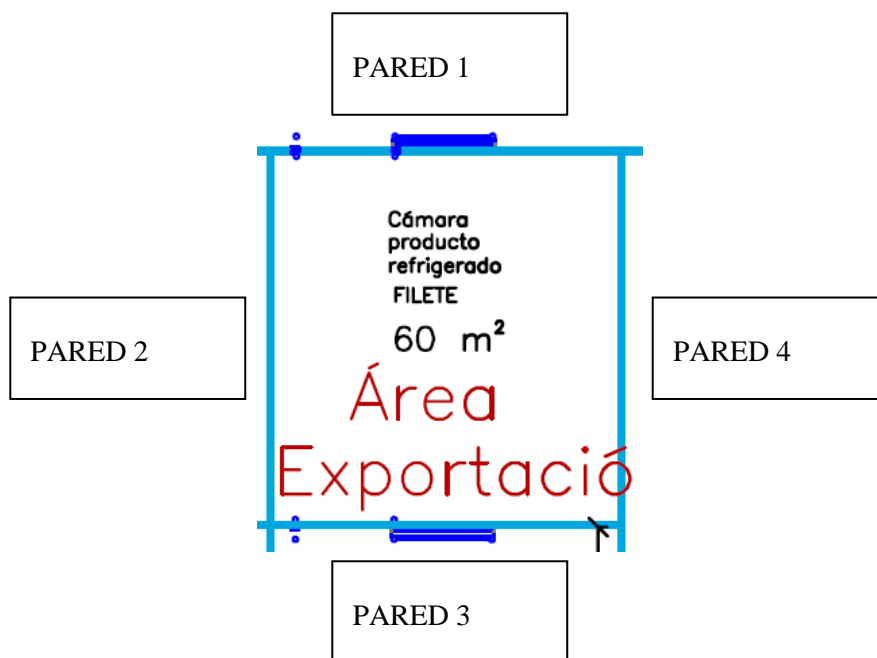 PARED 1
Cámara
producto
refrigerado
FILETE
60 m²
PARED 2
PARED 4
Área
Exportació
PARED 3